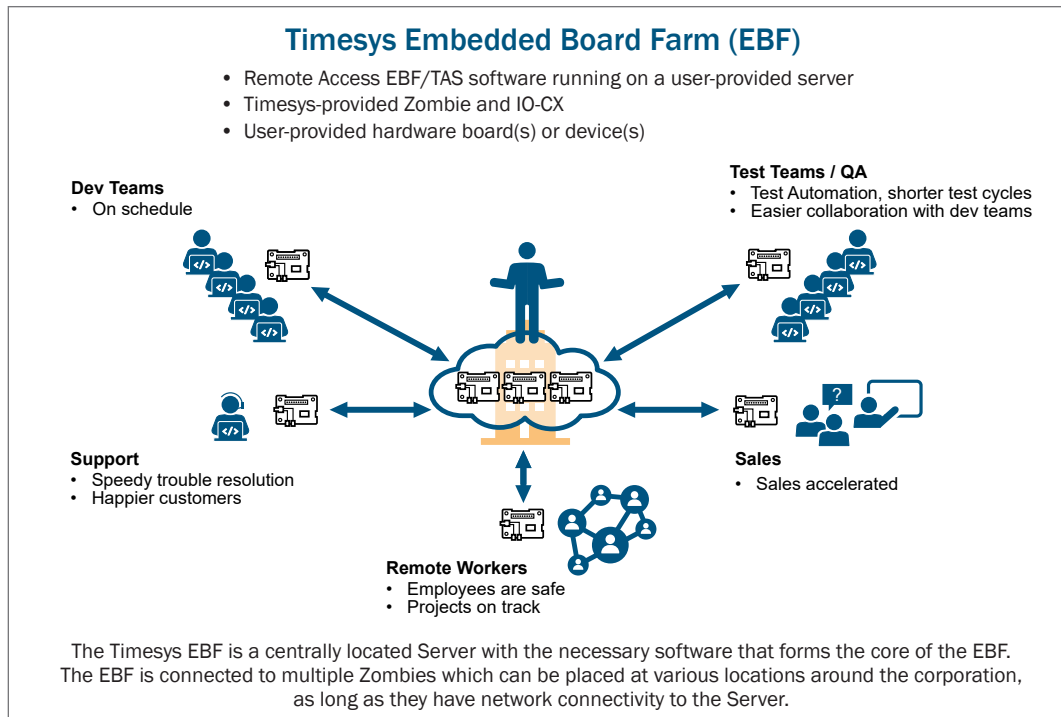 Timesys Embedded Board Farm (EBF)
• Remote Access EBF/TAS software running on a user-provided server
• Timesys-provided Zombie and IO-CX
• User-provided hardware board(s) or device(s)
Dev Teams
• On schedule
Test Teams / QA
• Test Automation, shorter test cycles
• Easier collaboration with dev teams
</>
</>
</>
</>
</>
</>
</>
</>
?
</>
Support
• Speedy trouble resolution
• Happier customers
Sales
• Sales accelerated
Remote Workers
• Employees are safe
• Projects on track
The Timesys EBF is a centrally located Server with the necessary software that forms the core of the EBF.
The EBF is connected to multiple Zombies which can be placed at various locations around the corporation,
as long as they have network connectivity to the Server.